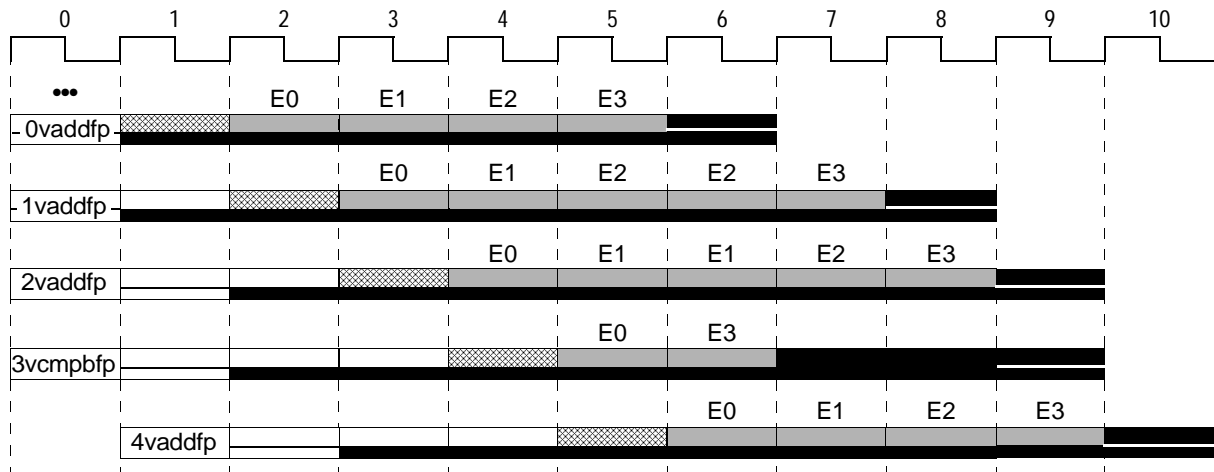 0 1 2 3 4 5 6 7 8 9 10
•••
E0 E1 E2 E3
0vaddfp
E0 E1 E2 E2 E3
1vaddfp
E0 E1 E1 E2 E3
2vaddfp
E0 E3
3vcmpbfp
E0 E1 E2 E3
4vaddfp